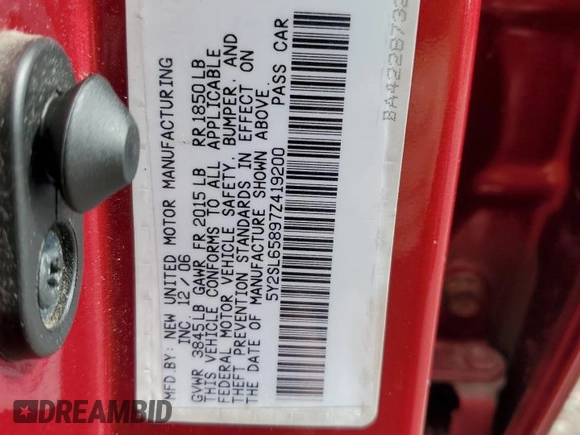 MFD BY: NEW UNITED MOTOR MANUFACTURING
INC. 12/06
GVWR 3845LB GAWR FR 2015LB RR 1850LB
THIS VEHICLE CONFORMS TO ALL APPLICABLE
FEDERAL MOTOR VEHICLE SAFETY, BUMPER, AND
THEFT PREVENTION STANDARDS IN EFFECT ON
THE DATE OF MANUFACTURE SHOWN ABOVE.
5Y2SL65897Z419200 PASS CAR
DREAMBID